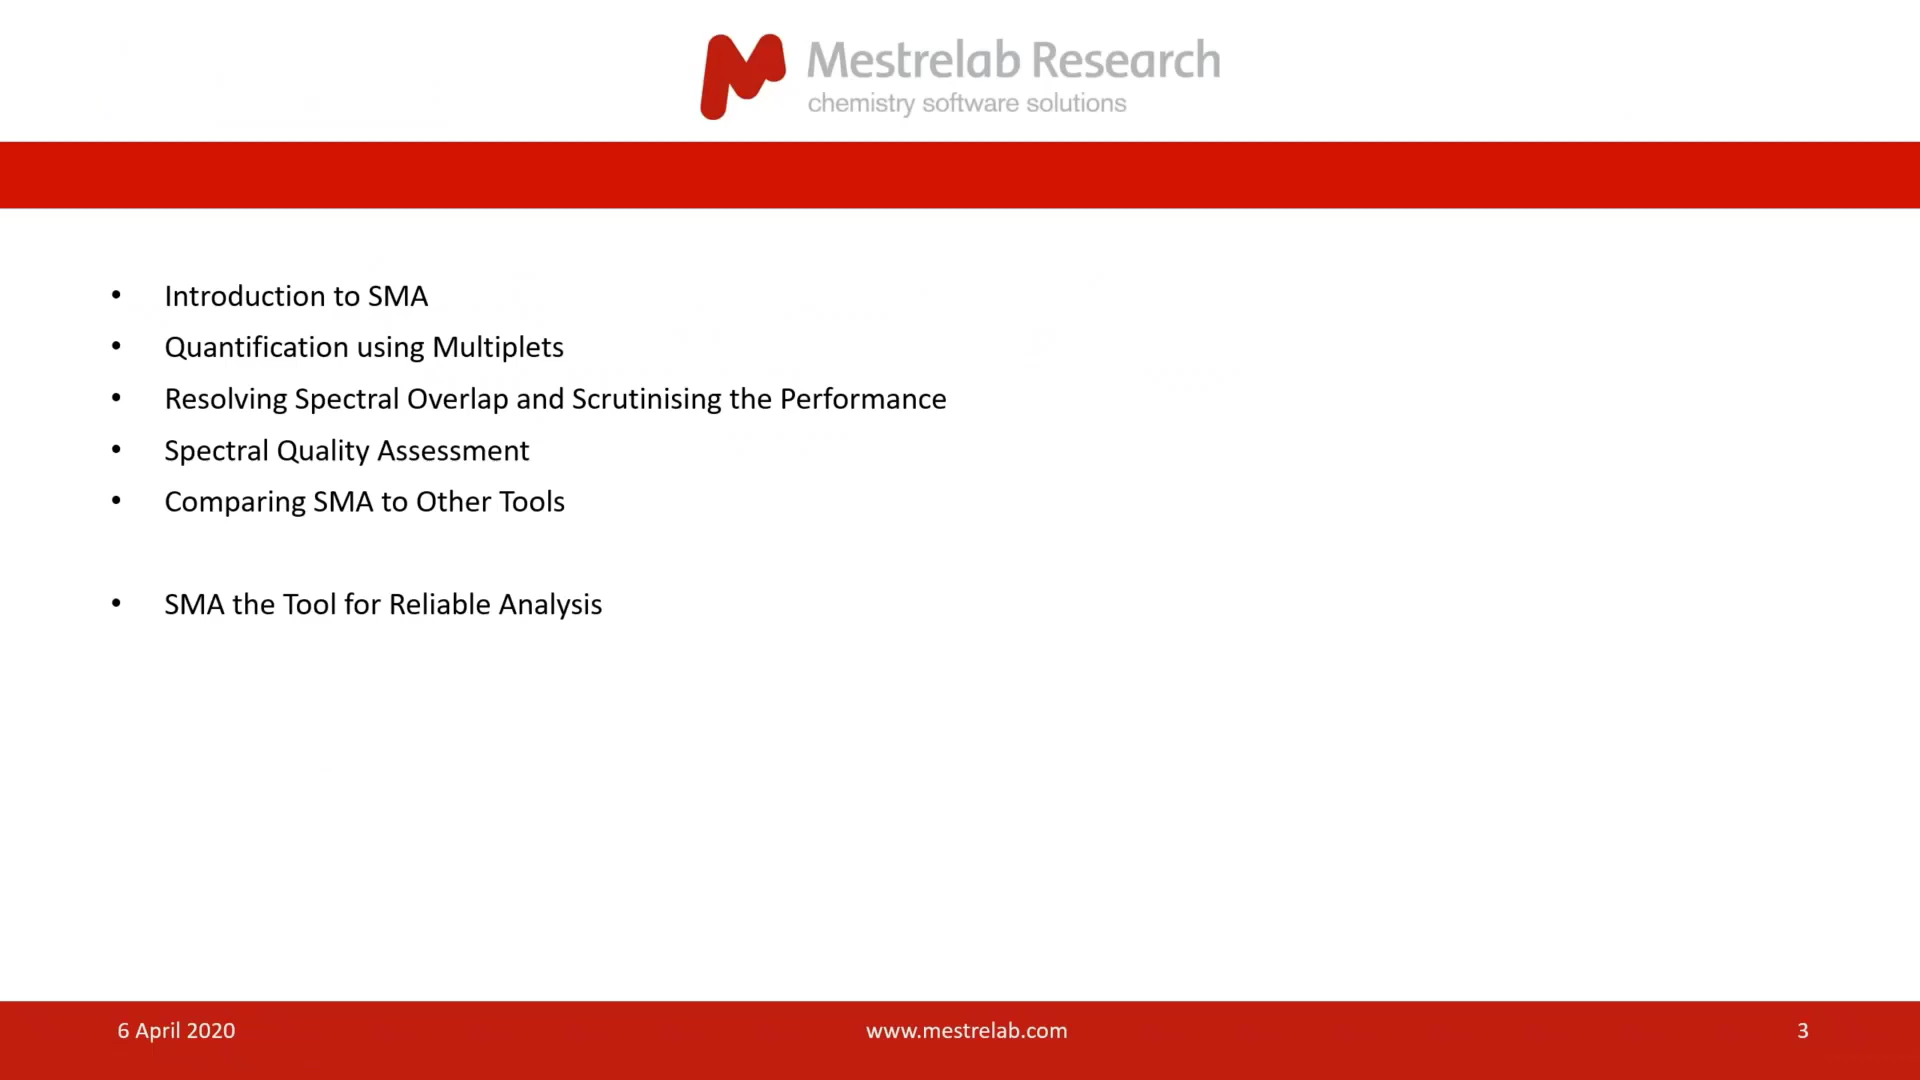 Mestrelab Research
chemistry software solutions
• Introduction to SMA
• Quantification using Multiplets
• Resolving Spectral Overlap and Scrutinising the Performance
• Spectral Quality Assessment
• Comparing SMA to Other Tools
• SMA the Tool for Reliable Analysis
6 April 2020
www.mestrelab.com
3